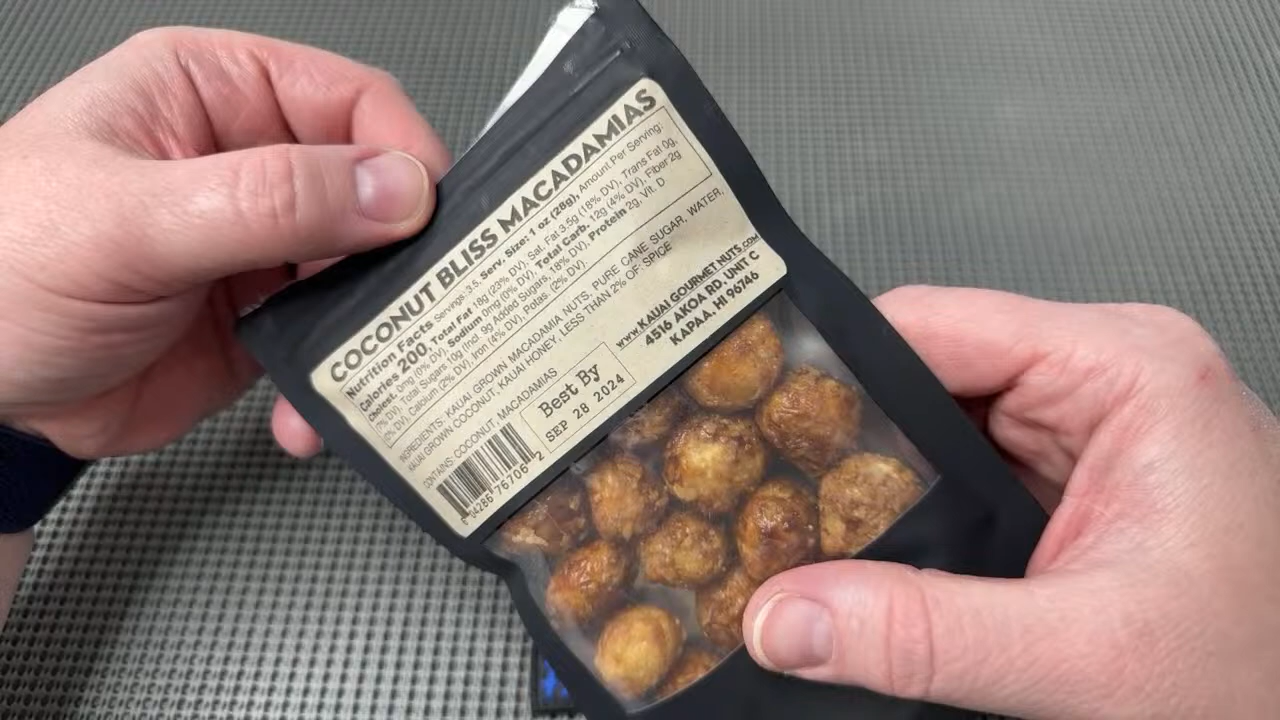 COCONUT BLISS MACADAMIAS
Nutrition Facts Servings:3.5, Serv. Size: 1 oz (28g), Amount Per Serving:
Calories 200, Total Fat 18g (23% DV), Sat. Fat 3.5g (18% DV), Trans Fat 0g,
Cholest. 0mg (0% DV), Sodium 0mg (0% DV), Total Carb. 12g (4% DV), Fiber 2g
(7% DV), Total Sugars 10g (Incl. 9g Added Sugars, 18% DV), Protein 2g, Vit. D
(0% DV), Calcium (2% DV), Iron (4% DV), Potas. (2% DV).
INGREDIENTS: KAUAI GROWN MACADAMIA NUTS, PURE CANE SUGAR, WATER,
KAUAI GROWN COCONUT, KAUAI HONEY, LESS THAN 2% OF: SPICE
CONTAINS: COCONUT, MACADAMIAS
Best By
SEP 28 2024
www.KAUAI GOURMET NUTS.com
4516 AKOA RD. UNIT C
KAPAA, HI 96746
04286 76706 2